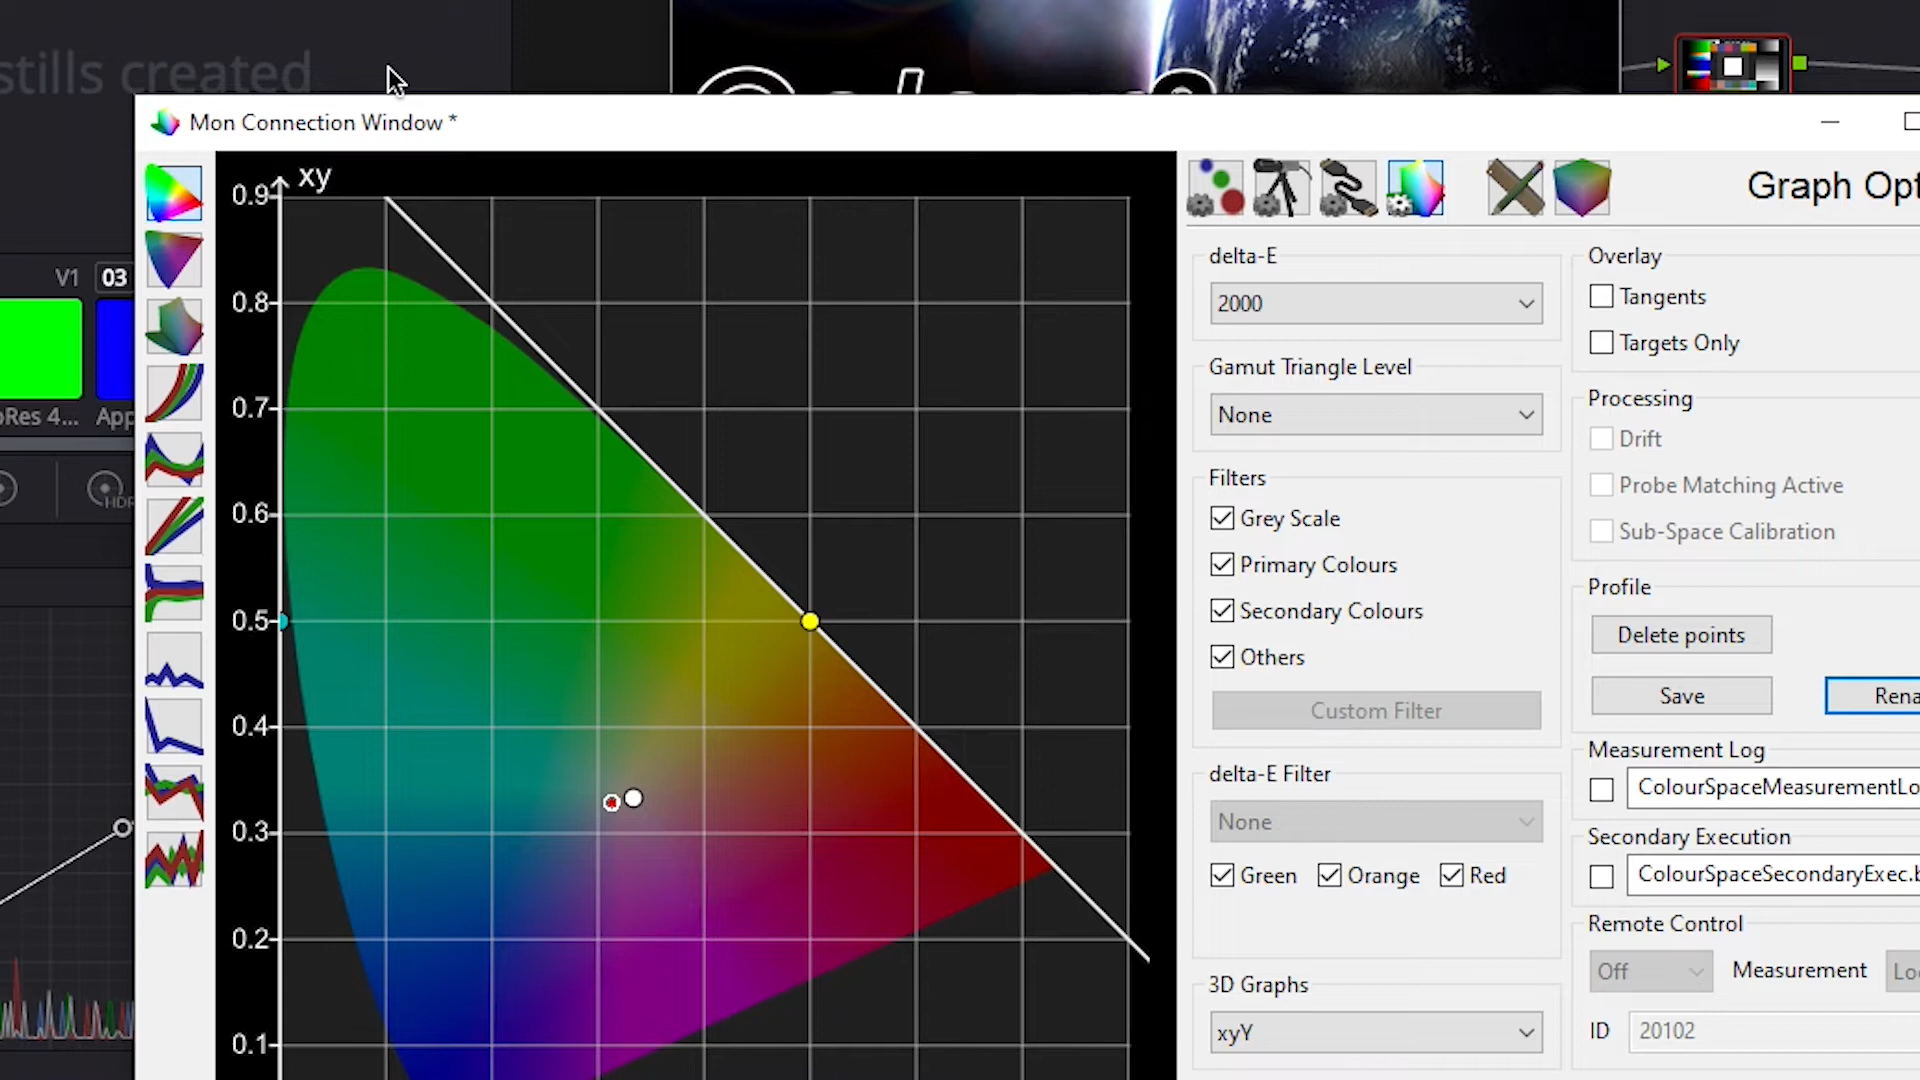 stills created
Mon Connection Window *
V1 03
HDR
xy
0.9
0.8
0.7
0.6
0.5
0.4
0.3
0.2
0.1
delta-E
2000
Gamut Triangle Level
None
Filters
Grey Scale
Primary Colours
Secondary Colours
Others
Custom Filter
delta-E Filter
None
Green Orange Red
3D Graphs
xyY
Graph Opt
Overlay
Tangents
Targets Only
Processing
Drift
Probe Matching Active
Sub-Space Calibration
Profile
Delete points
Save Rena
Measurement Log
ColourSpaceMeasurementLo
Secondary Execution
ColourSpaceSecondaryExec.b
Remote Control
Off Measurement Loc
ID 20102
oRes 4... App